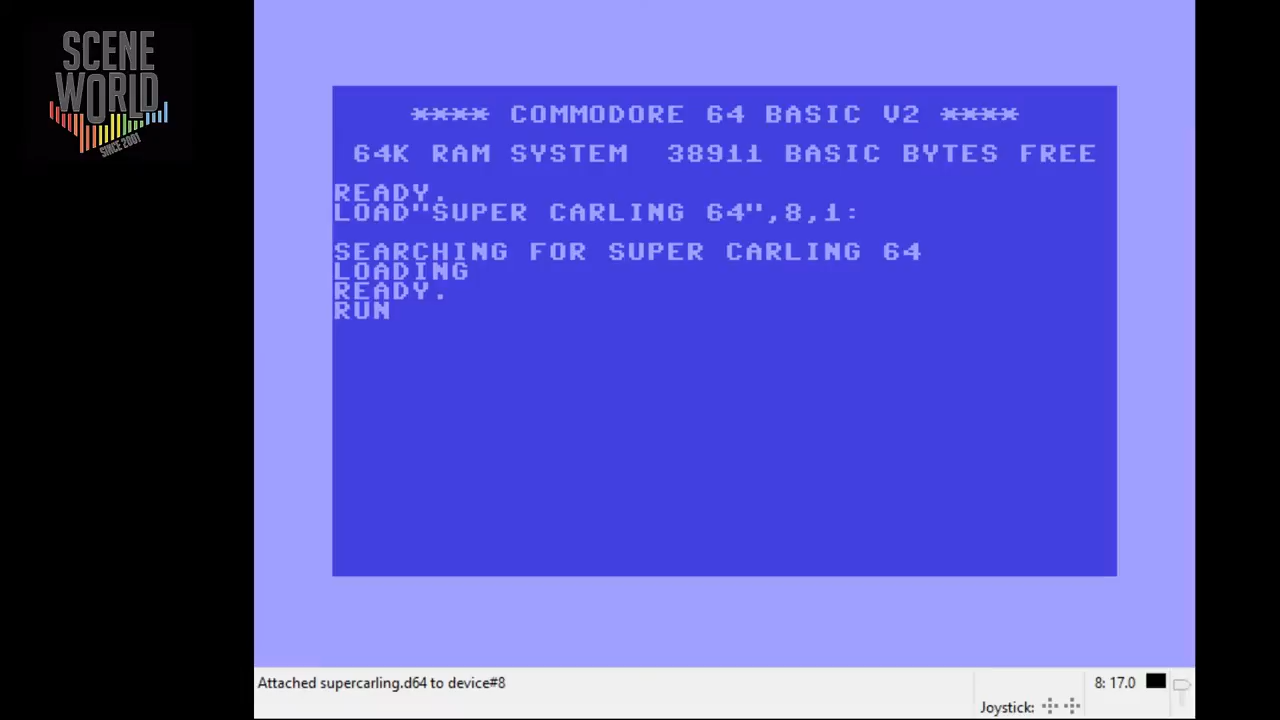 SCENE
WORLD
SINCE 2001
**** COMMODORE 64 BASIC V2 ****
64K RAM SYSTEM  38911 BASIC BYTES FREE
READY.
LOAD"SUPER CARLING 64",8,1:
SEARCHING FOR SUPER CARLING 64
LOADING
READY.
RUN
Attached supercarling.d64 to device#8
8: 17.0
Joystick: